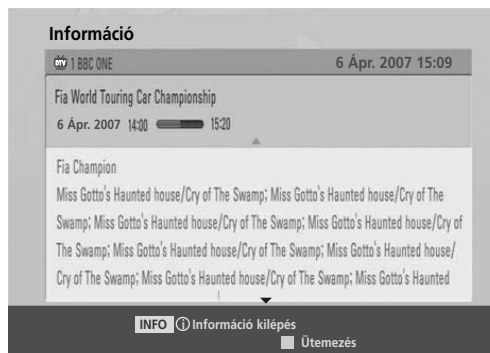 Információ
DTV 1 BBC ONE 6 Ápr. 2007 15:09
Fia World Touring Car Championship
6 Ápr. 2007 14:00 15:20
Fia Champion
Miss Gotto's Haunted house/Cry of The Swamp; Miss Gotto's Haunted house/Cry of The
Swamp; Miss Gotto's Haunted house/Cry of The Swamp; Miss Gotto's Haunted house/Cry of
The Swamp; Miss Gotto's Haunted house/Cry of The Swamp; Miss Gotto's Haunted house/
Cry of The Swamp; Miss Gotto's Haunted house/Cry of The Swamp; Miss Gotto's Haunted
INFO i Információ kilépés
Ütemezés